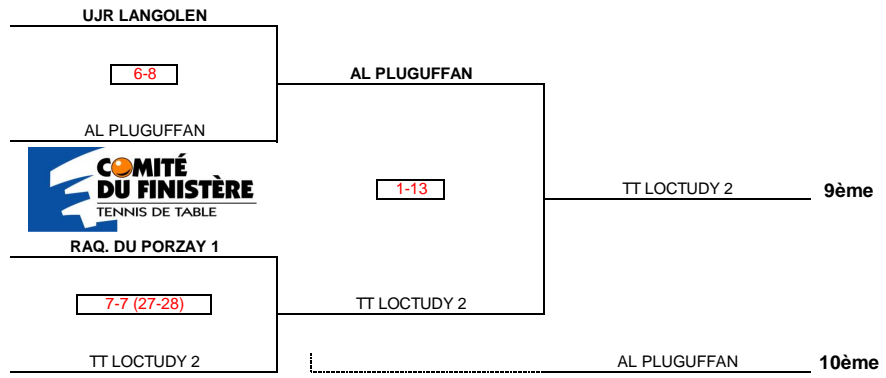 UJR LANGOLEN
6-8
AL PLUGUFFAN
AL PLUGUFFAN
COMITÉ
DU FINISTÈRE
TENNIS DE TABLE
1-13
TT LOCTUDY 2
9ème
RAQ. DU PORZAY 1
7-7 (27-28)
TT LOCTUDY 2
TT LOCTUDY 2
AL PLUGUFFAN
10ème